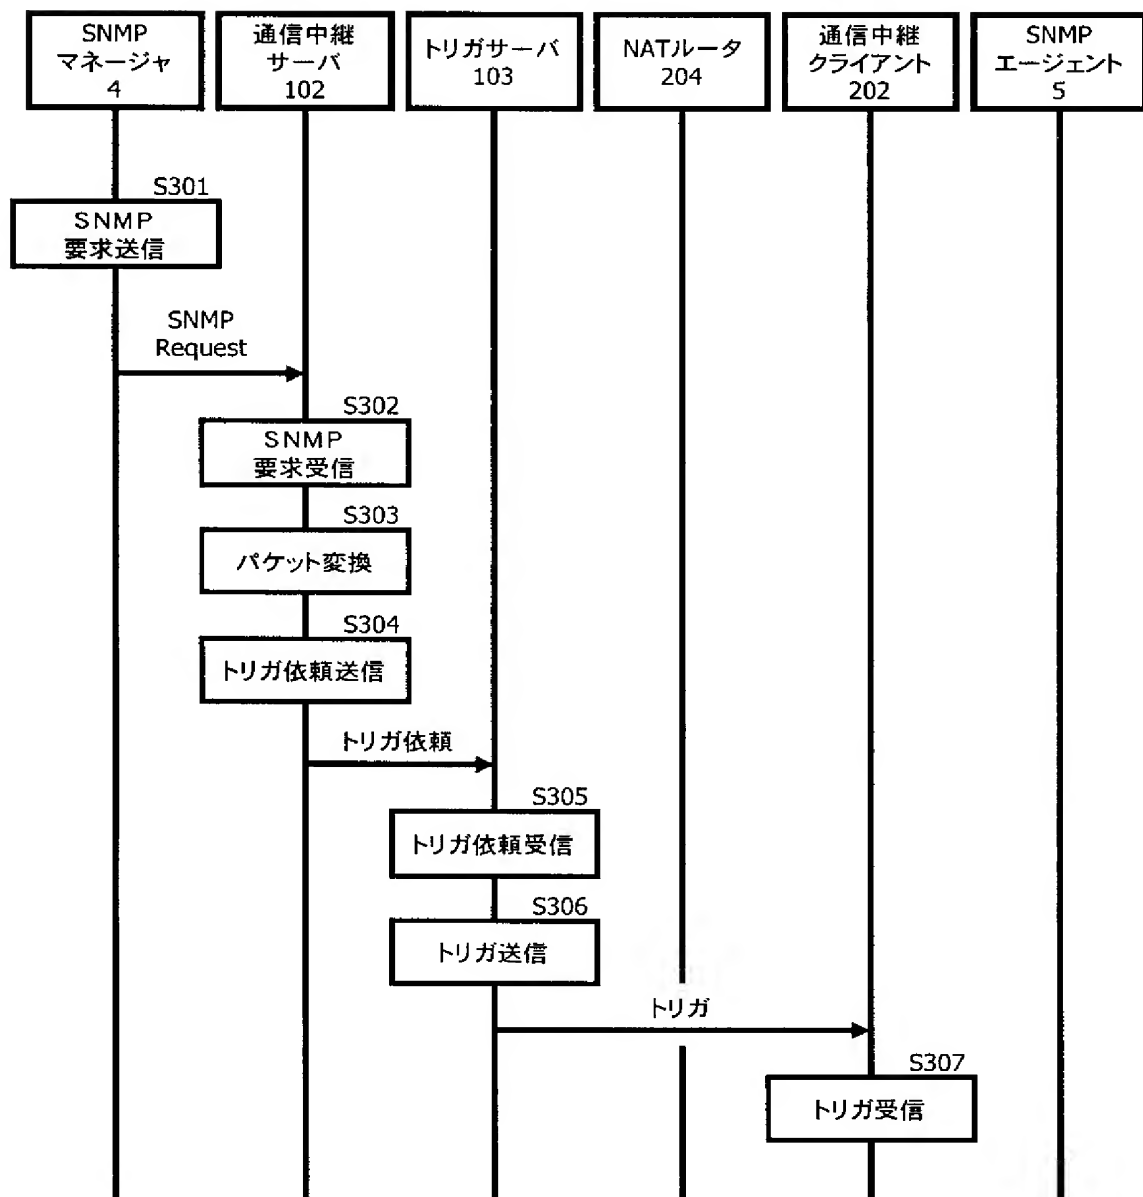 SNMP
マネージャ
4
通信中継
サーバ
102
トリガサーバ
103
NATルータ
204
通信中継
クライアント
202
SNMP
エージェント
5
S301
SNMP
要求送信
SNMP
Request
S302
SNMP
要求受信
S303
パケット変換
S304
トリガ依頼送信
トリガ依頼
S305
トリガ依頼受信
S306
トリガ送信
トリガ
S307
トリガ受信